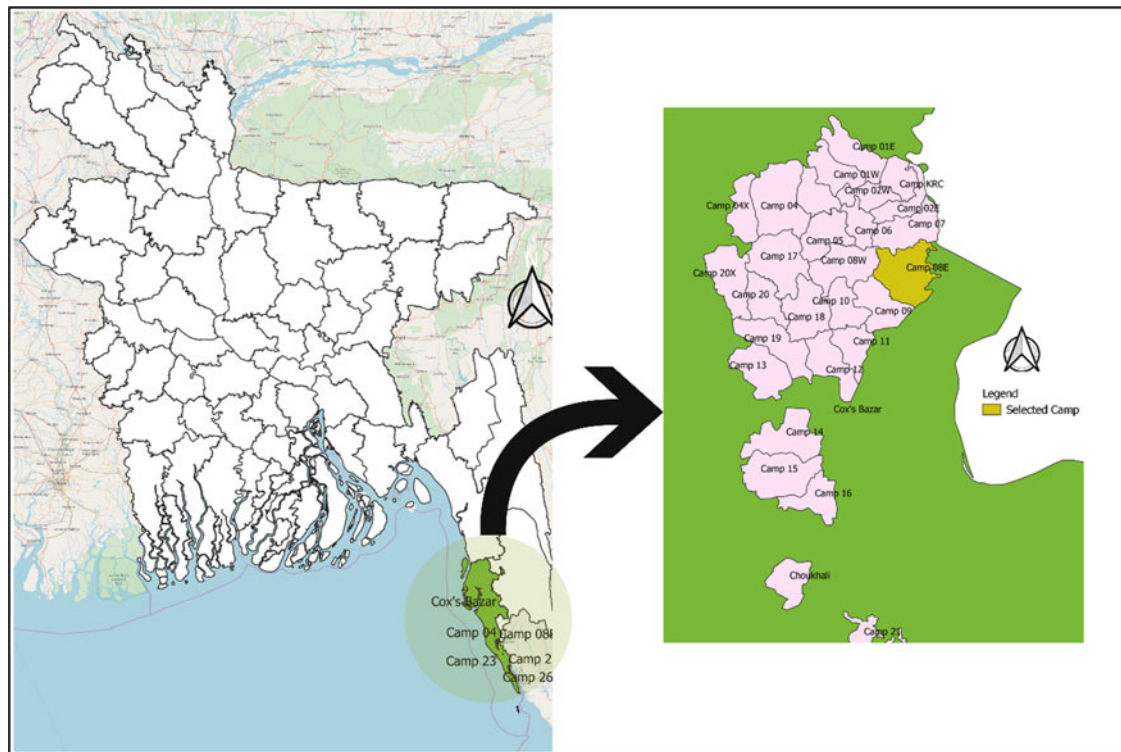 N
Cox's Bazar
Camp 04
Camp 08E
Camp 23
Camp 2
Camp 26
Camp 01E
Camp 01W
Camp KRC
Camp 02W
Camp 04X
Camp 04
Camp 02E
Camp 07
Camp 06
Camp 05
Camp 17
Camp 08W
Camp 08E
Camp 20X
Camp 20
Camp 10
Camp 09
Camp 18
Camp 19
Camp 11
Camp 13
Camp 12
Cox's Bazar
Legend
Selected Camp
Camp 14
Camp 15
Camp 16
Choukhali
Camp 21